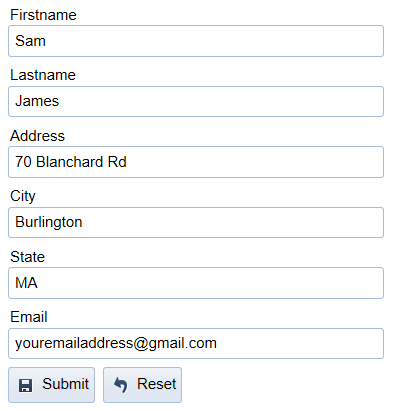 Firstname
Sam
Lastname
James
Address
70 Blanchard Rd
City
Burlington
State
MA
Email
youremailaddress@gmail.com
Submit Reset